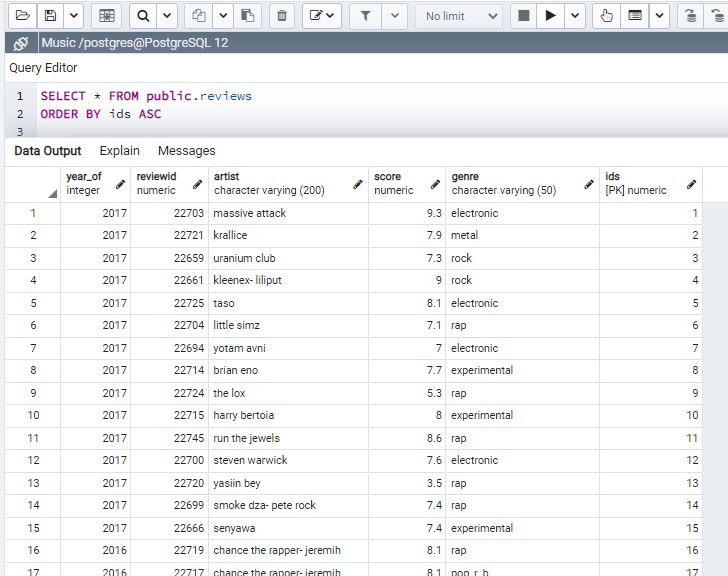 No limit
Music /postgres@PostgreSQL 12
Query Editor
1 SELECT * FROM public.reviews
2 ORDER BY ids ASC
3
Data Output Explain Messages
year_of integer reviewid numeric artist character varying (200) score numeric genre character varying (50) ids [PK] numeric
1 2017 22703 massive attack 9.3 electronic 1
2 2017 22721 krallice 7.9 metal 2
3 2017 22659 uranium club 7.3 rock 3
4 2017 22661 kleenex- liliput 9 rock 4
5 2017 22725 taso 8.1 electronic 5
6 2017 22704 little simz 7.1 rap 6
7 2017 22694 yotam avni 7 electronic 7
8 2017 22714 brian eno 7.7 experimental 8
9 2017 22724 the lox 5.3 rap 9
10 2017 22715 harry bertoia 8 experimental 10
11 2017 22745 run the jewels 8.6 rap 11
12 2017 22700 steven warwick 7.6 electronic 12
13 2017 22720 yasiin bey 3.5 rap 13
14 2017 22699 smoke dza- pete rock 7.4 rap 14
15 2017 22666 senyawa 7.4 experimental 15
16 2016 22719 chance the rapper- jeremih 8.1 rap 16
17 2016 22717 chance the rapper- jeremih 8.1 pop_r_b 17